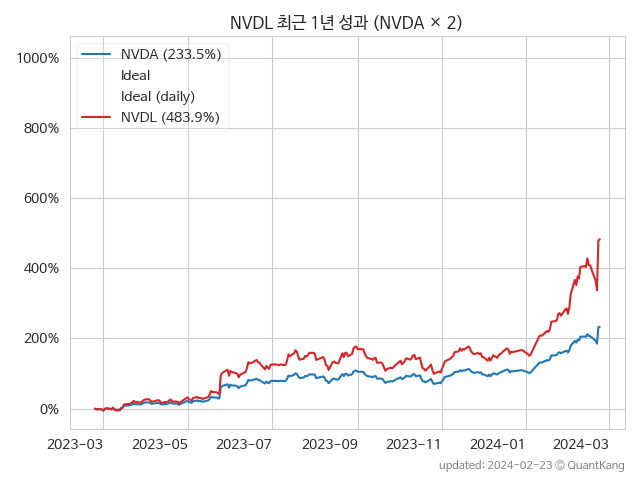 NVDL 최근 1년 성과 (NVDA × 2)
NVDA (233.5%)
Ideal
Ideal (daily)
NVDL (483.9%)
1000%
800%
600%
400%
200%
0%
2023-03 2023-05 2023-07 2023-09 2023-11 2024-01 2024-03
updated: 2024-02-23 © QuantKang